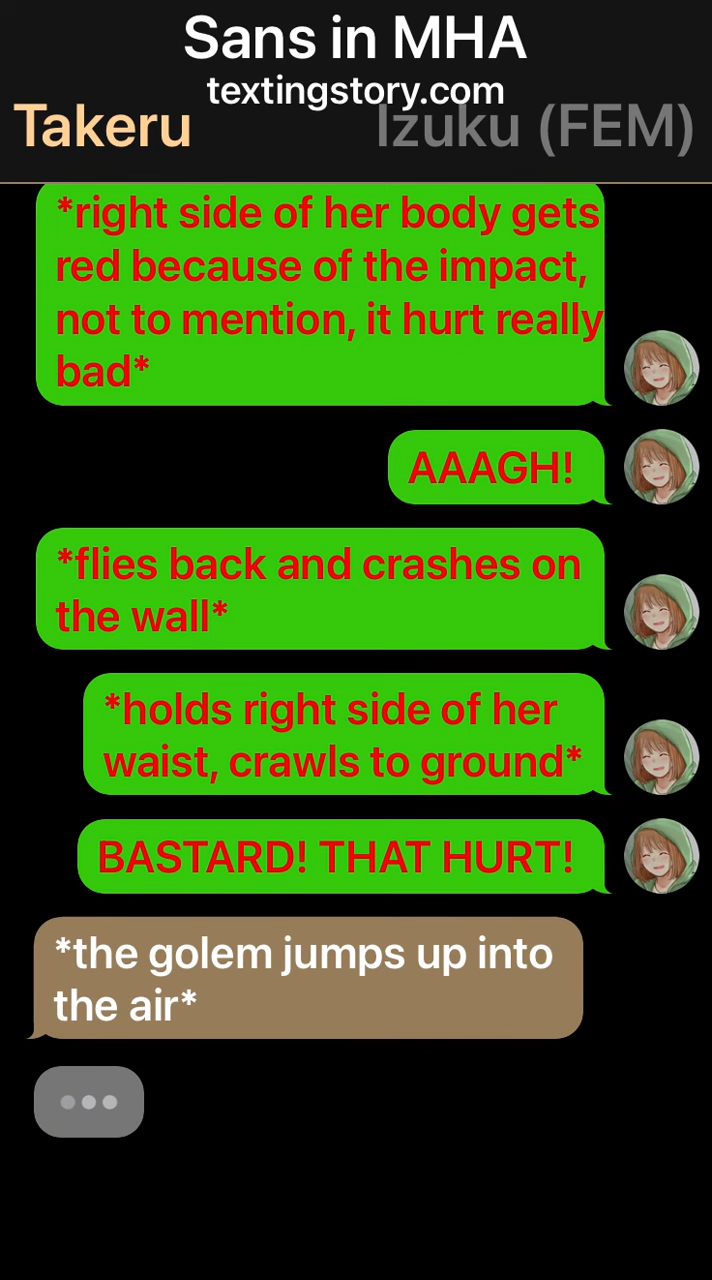 Sans in MHA
textingstory.com
Takeru
Izuku (FEM)
*right side of her body gets
red because of the impact,
not to mention, it hurt really
bad*
AAAGH!
*flies back and crashes on
the wall*
*holds right side of her
waist, crawls to ground*
BASTARD! THAT HURT!
*the golem jumps up into
the air*